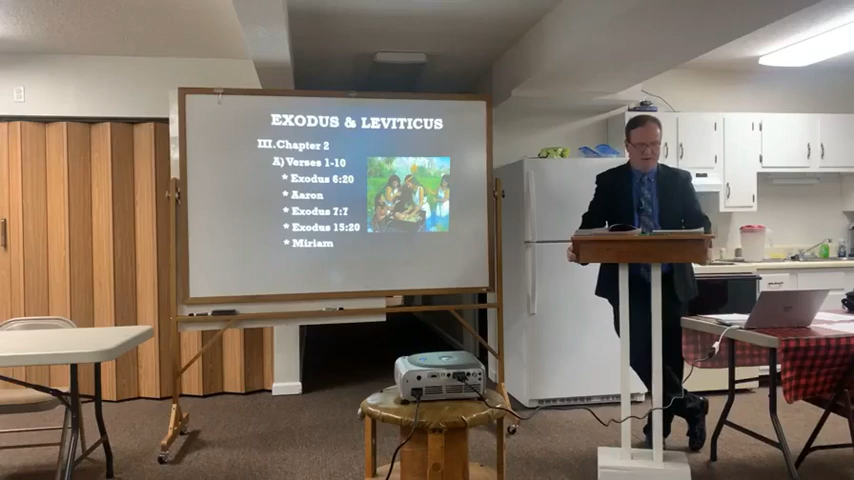 EXODUS & LEVITICUS
III. Chapter 2
A) Verses 1-10
* Exodus 6:20
* Aaron
* Exodus 7:7
* Exodus 15:20
* Miriam